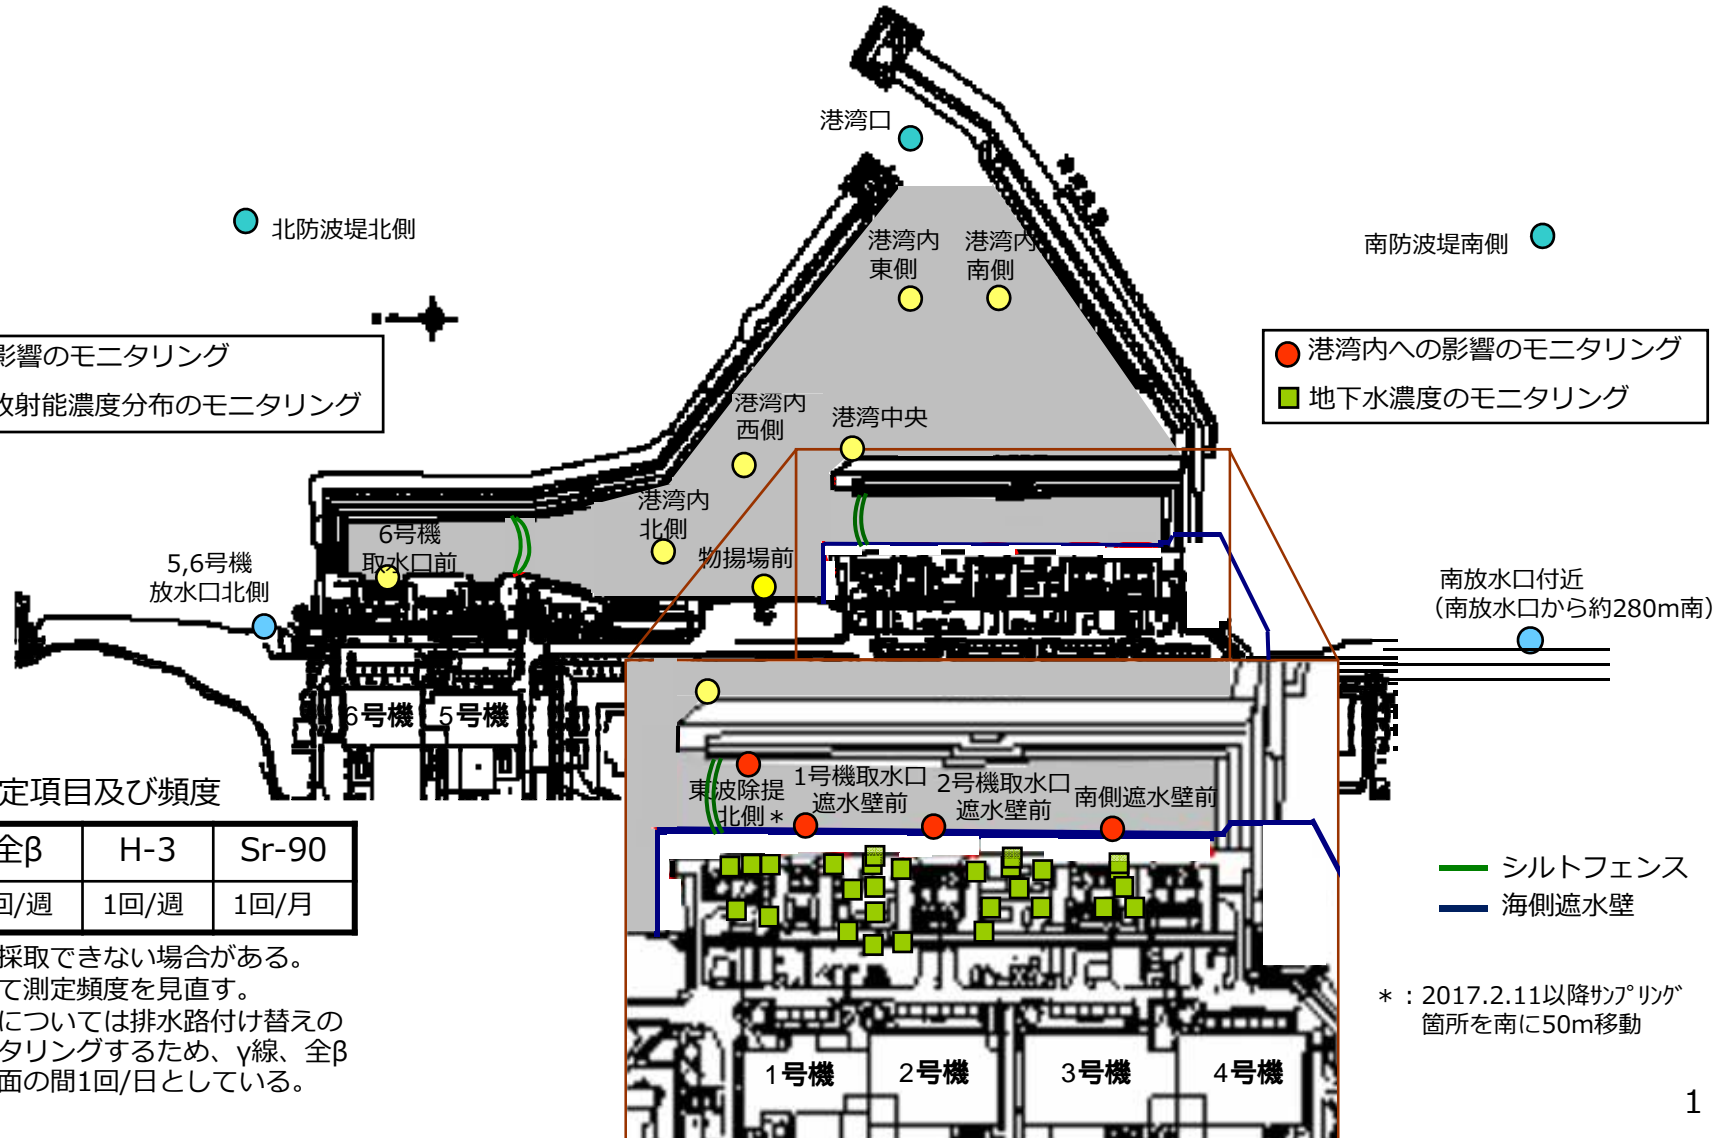 港湾口
北防波堤北側
南防波堤南側
港湾内
東側
港湾内
南側
影響のモニタリング
放射能濃度分布のモニタリング
港湾内への影響のモニタリング
地下水濃度のモニタリング
港湾内
西側
港湾中央
港湾内
北側
6号機
取水口前
物揚場前
5,6号機
放水口北側
南放水口付近
（南放水口から約280m南）
6号機
5号機
東波除堤
北側＊
1号機取水口
遮水壁前
2号機取水口
遮水壁前
南側遮水壁前
定項目及び頻度
全β H-3 Sr-90
回/週 1回/週 1回/月
採取できない場合がある。
て測定頻度を見直す。
については排水路付け替えの
タリングするため、γ線、全β
面の間1回/日としている。
シルトフェンス
海側遮水壁
＊：2017.2.11以降ｻﾝﾌﾟﾘﾝｸﾞ
箇所を南に50m移動
1号機
2号機
3号機
4号機
1